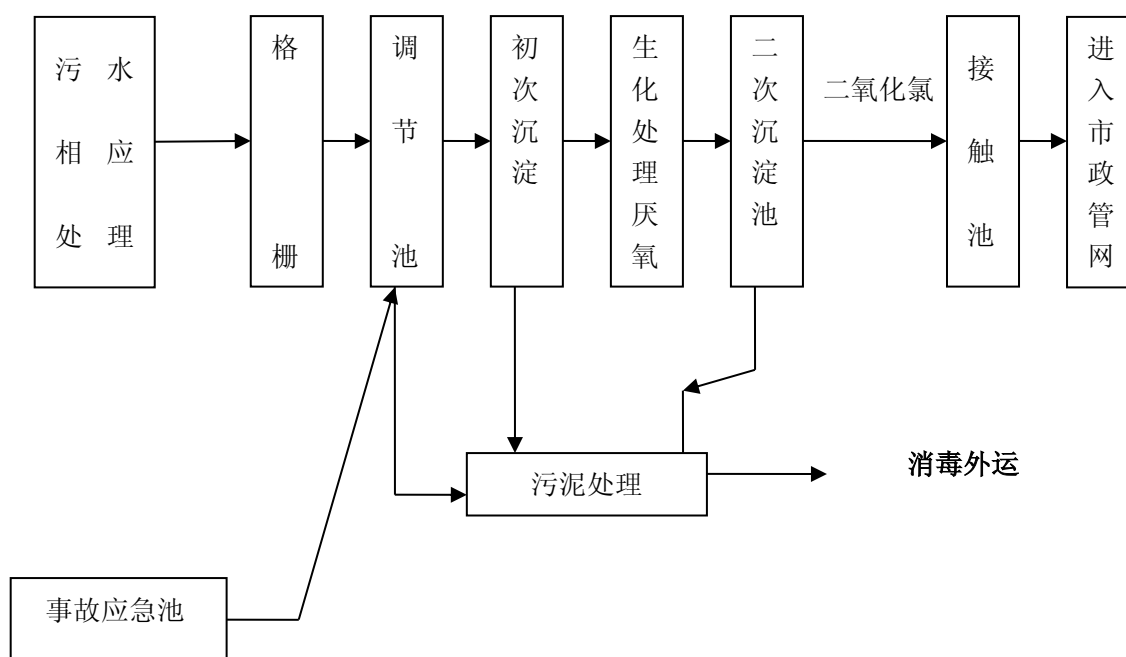 污水相应处理
格栅
调节池
初次沉淀
生化处理厌氧
二次沉淀池
二氧化氯
接触池
进入市政管网
污泥处理
消毒外运
事故应急池